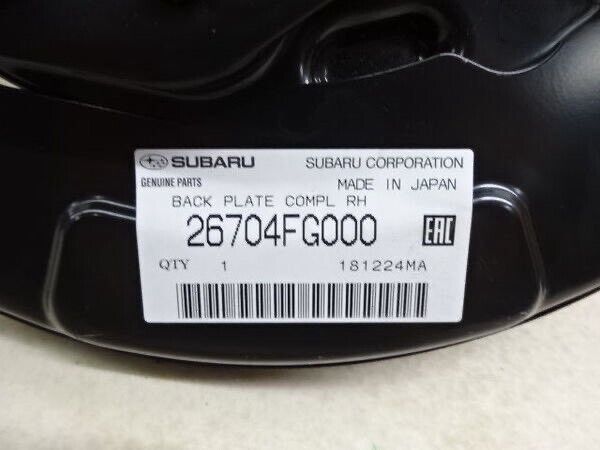 SUBARU SUBARU CORPORATION
GENUINE PARTS MADE IN JAPAN
BACK PLATE COMPL RH
26704FG000 EAC
QTY 1 181224MA